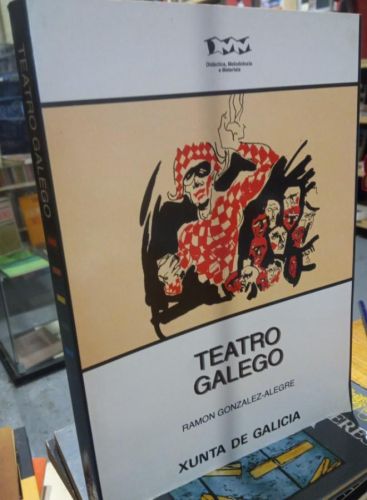 Didáctica, Metodoloxía
e Materiais
TEATRO
GALEGO
RAMON GONZALEZ-ALEGRE
XUNTA DE GALICIA
TEATRO GALEGO